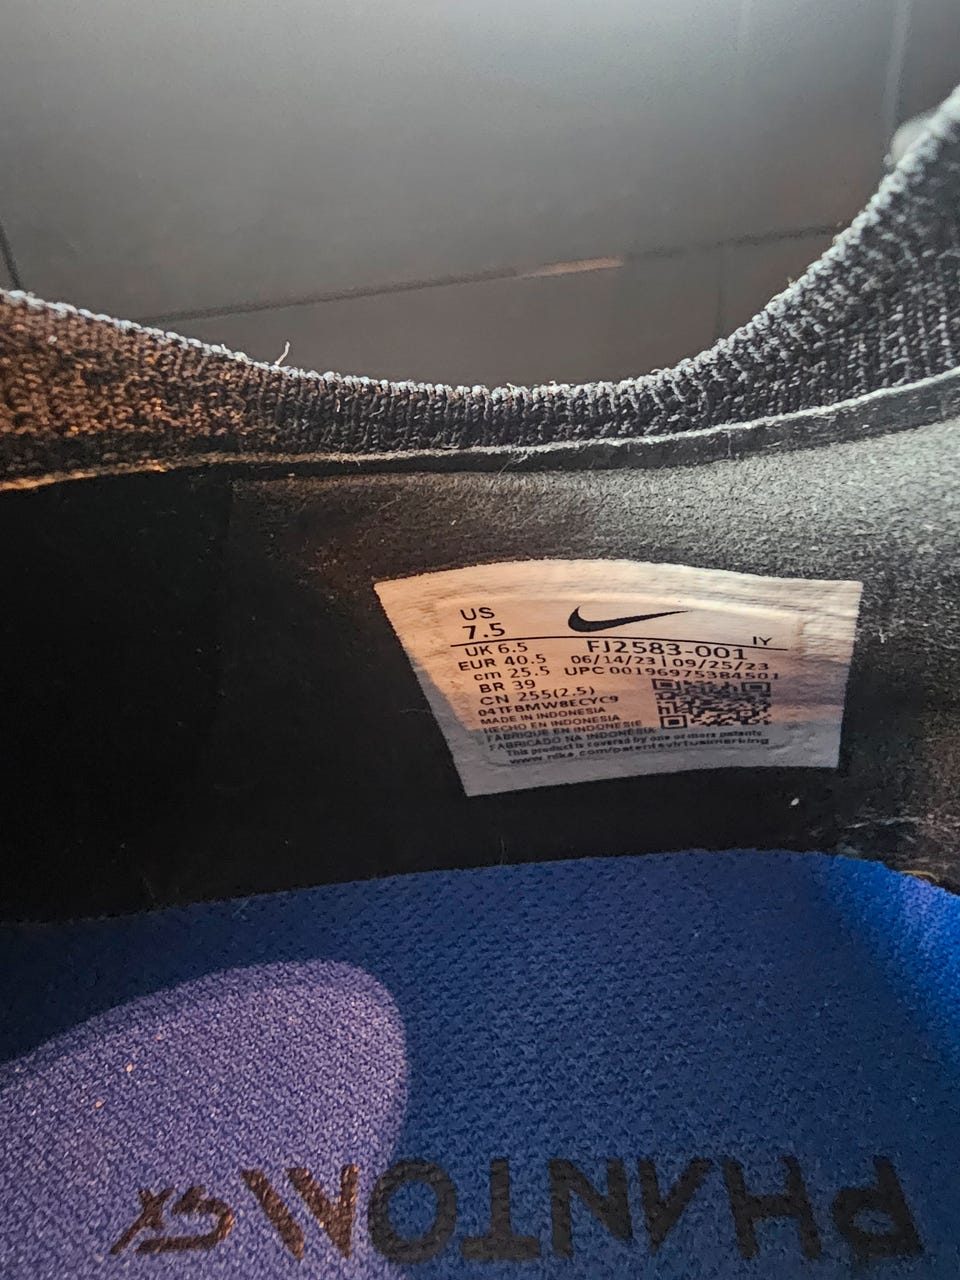 US
7.5
IY
UK 6.5
FJ2583-001
EUR 40.5
06/14/23 | 09/25/23
cm 25.5
UPC 00196975384501
BR 39
CN 255(2.5)
04TFBMW8ECYC9
MADE IN INDONESIA
HECHO EN INDONESIA
FABRIQUE EN INDONESIE
FABRICADO NA INDONESIA
This product is covered by one or more patents
www.nike.com/patentsvirtualmarking
PHANTOM GX